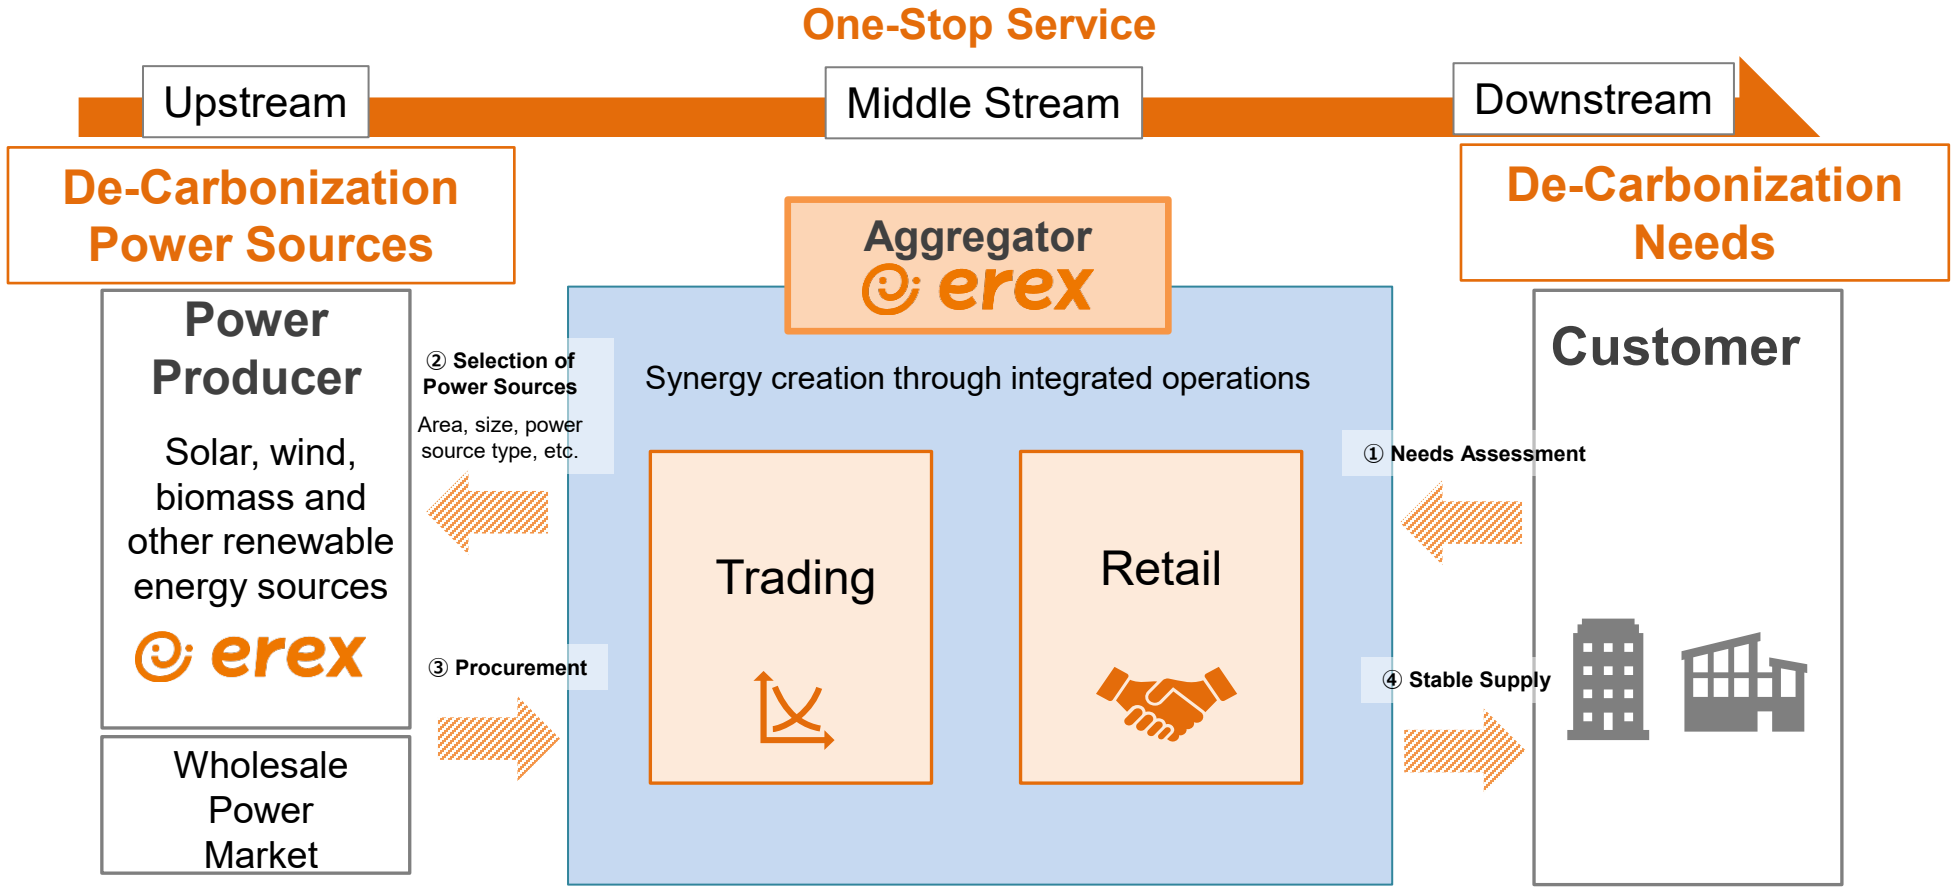 One-Stop Service
Upstream
Middle Stream
Downstream
De-Carbonization
Power Sources
De-Carbonization
Needs
Aggregator
erex
Power
Producer
Solar, wind,
biomass and
other renewable
energy sources
erex
Wholesale
Power
Market
② Selection of
Power Sources
Area, size, power
source type, etc.
③ Procurement
Synergy creation through integrated operations
Trading
Retail
① Needs Assessment
④ Stable Supply
Customer